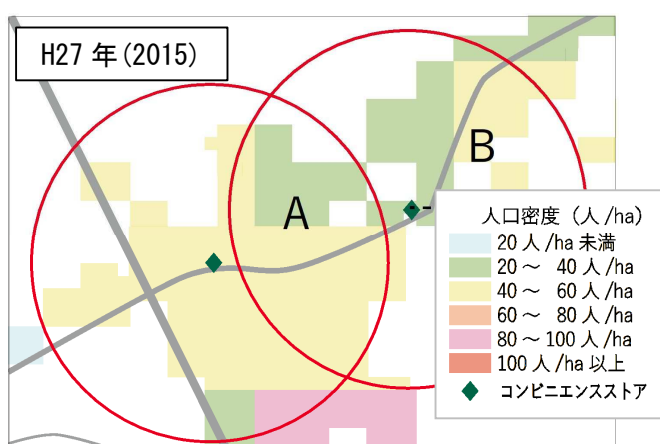 H27 年 (2015)
B
A
人口密度 (人 /ha)
20 人 /ha 未満
20 ～ 40 人 /ha
40 ～ 60 人 /ha
60 ～ 80 人 /ha
80 ～ 100 人 /ha
100 人 /ha 以上
コンビニエンスストア